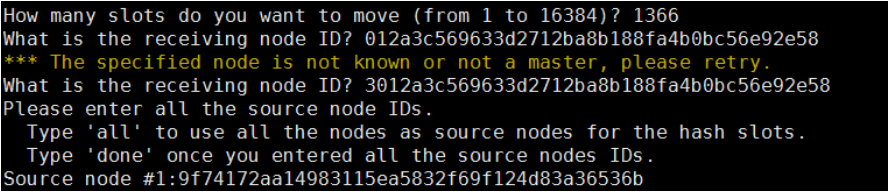 How many slots do you want to move (from 1 to 16384)? 1366
What is the receiving node ID? 012a3c569633d2712ba8b188fa4b0bc56e92e58
*** The specified node is not known or not a master, please retry.
What is the receiving node ID? 3012a3c569633d2712ba8b188fa4b0bc56e92e58
Please enter all the source node IDs.
  Type 'all' to use all the nodes as source nodes for the hash slots.
  Type 'done' once you entered all the source nodes IDs.
Source node #1:9f74172aa14983115ea5832f69f124d83a36536b